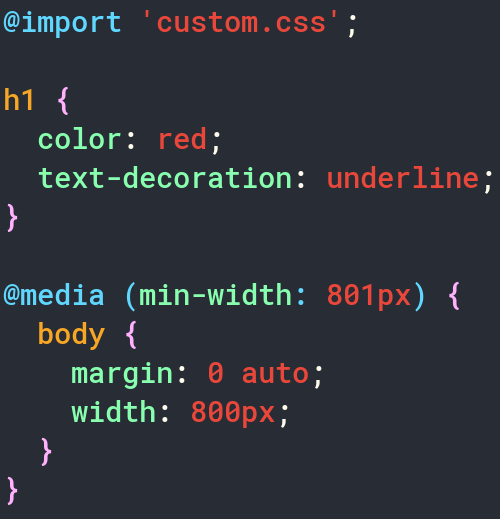 @import 'custom.css';

h1 {
  color: red;
  text-decoration: underline;
}

@media (min-width: 801px) {
  body {
    margin: 0 auto;
    width: 800px;
  }
}